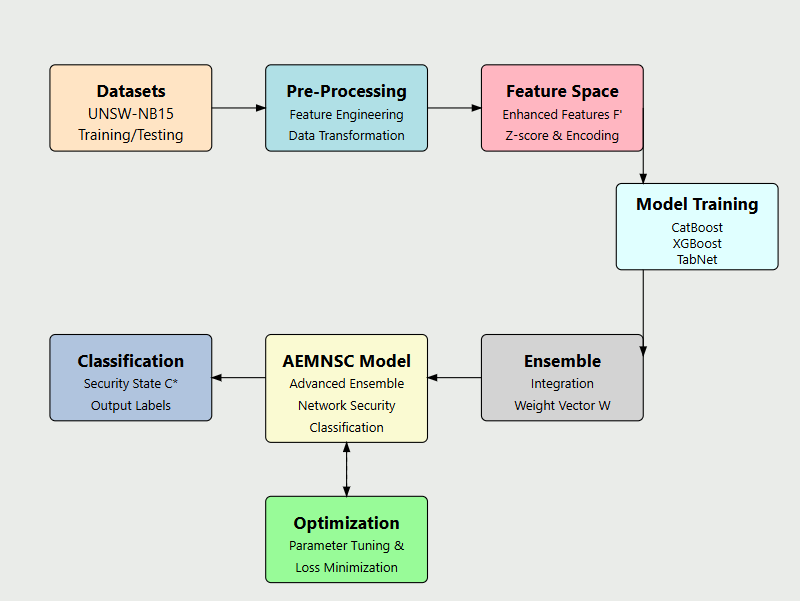 Datasets
UNSW-NB15
Training/Testing
Pre-Processing
Feature Engineering
Data Transformation
Feature Space
Enhanced Features F'
Z-score & Encoding
Model Training
CatBoost
XGBoost
TabNet
Classification
Security State C*
Output Labels
AEMNSC Model
Advanced Ensemble
Network Security
Classification
Ensemble
Integration
Weight Vector W
Optimization
Parameter Tuning &
Loss Minimization